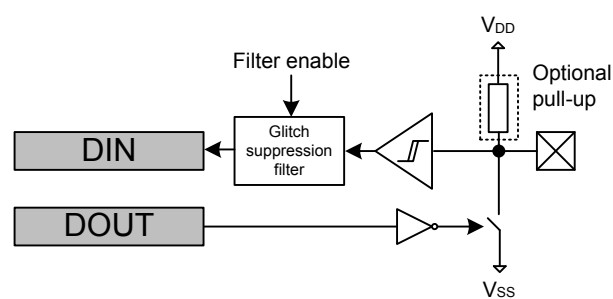 VDD
Filter enable
Optional
pull-up
Glitch
suppression
filter
DIN
DOUT
VSS